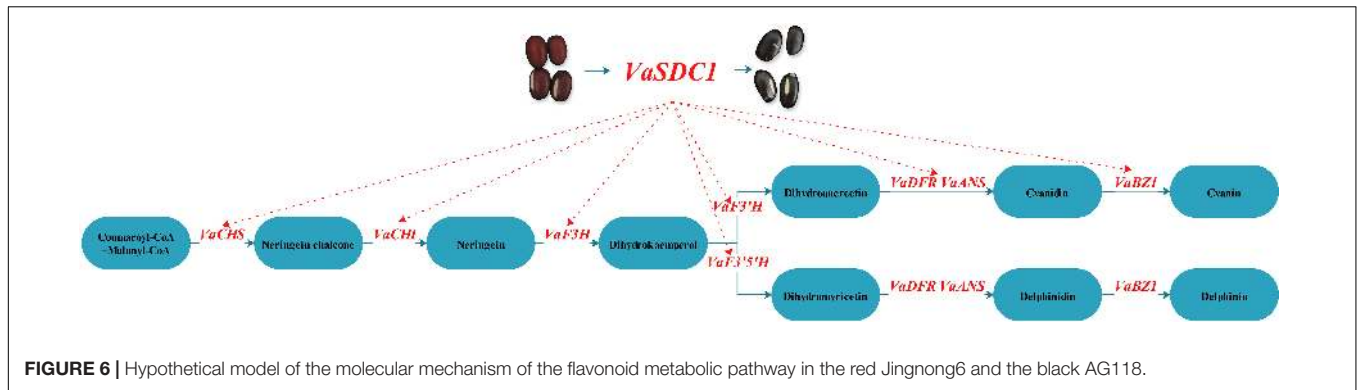 VaSDC1
Dihydroquercetin
VaDFR VaANS
Cyanidin
VaBZ1
Cyanin
VaF3'H
Coumaroyl-CoA
+Malonyl-CoA
VaCHS
Neringein chalcone
VaCHI
Neringein
VaF3H
Dihydrokaempferol
VaF3'5'H
Dihydromyricetin
VaDFR VaANS
Delphinidin
VaBZ1
Delphinin
FIGURE 6 | Hypothetical model of the molecular mechanism of the flavonoid metabolic pathway in the red Jingnong6 and the black AG118.